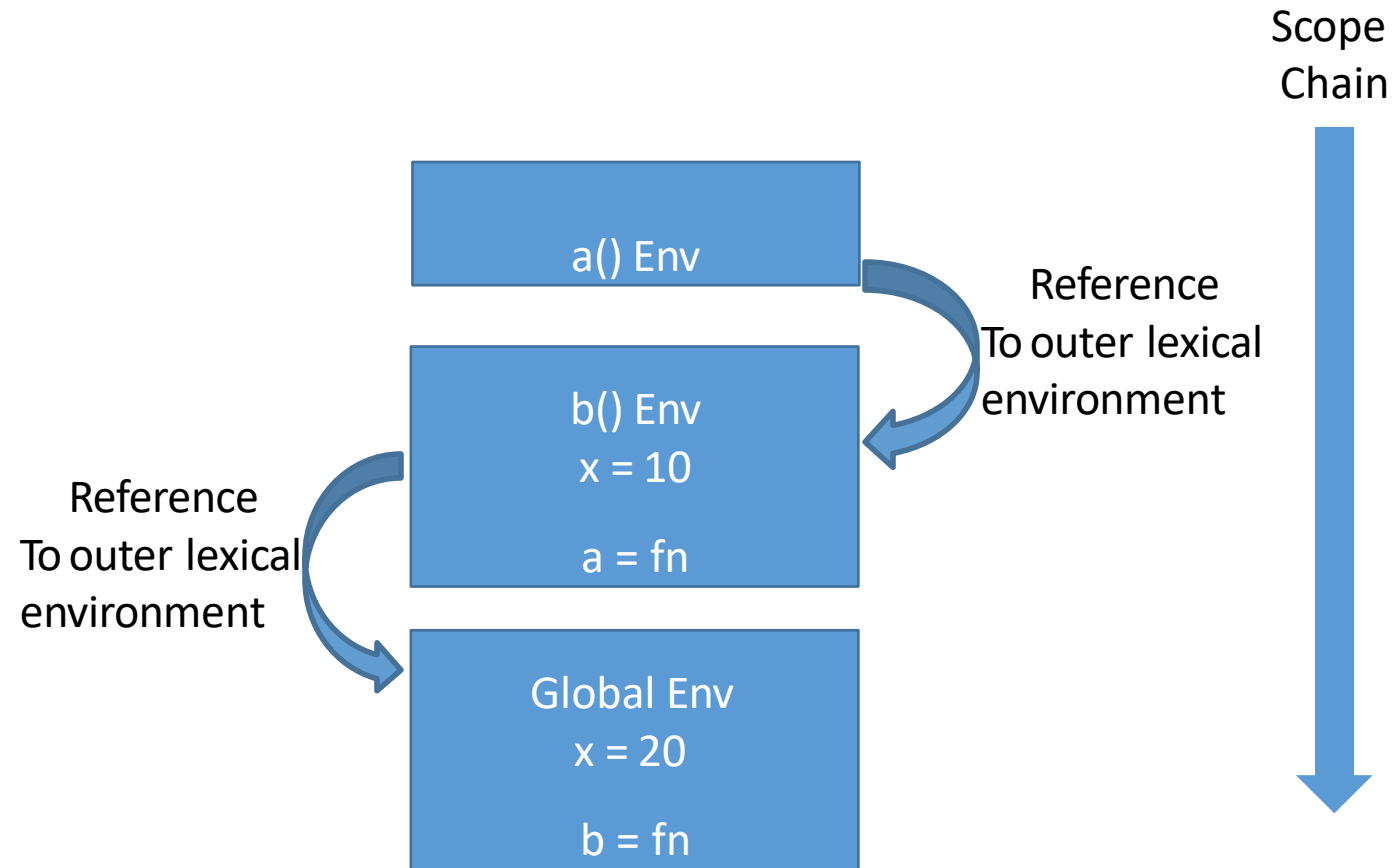 Scope
Chain
a() Env
Reference
To outer lexical
environment
b() Env
x = 10
a = fn
Reference
To outer lexical
environment
Global Env
x = 20
b = fn